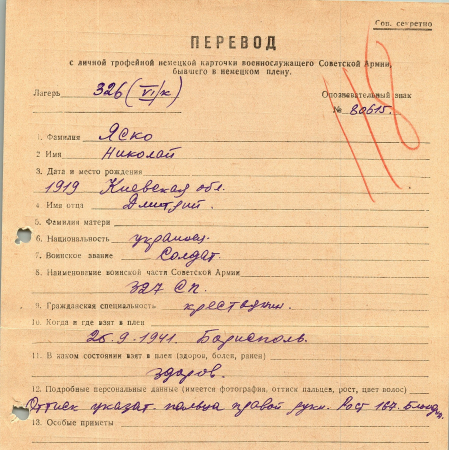 Сов. секретно
ПЕРЕВОД
с личной трофейной немецкой карточки военнослужащего Советской Армии,
бывшего в немецком плену.
Лагерь 326 (VI/к) Опознавательный знак
№ 80615.
1. Фамилия Яско
2 Имя Николай
3. Дата и место рождения
1919 Киевская обл.
4. Имя отца Дмитрий.
5. Фамилия матери
6. Национальность украинец.
7. Воинское звание Солдат.
8. Наименование воинской части Советской Армии
327 СП.
9. Гражданская специальность крестьянин.
10. Когда и где взят в плен
25.9.1941. Борисполь.
11. В каком состоянии взят в плен (здоров, болен, ранен)
здоров.
12. Подробные персональные данные (имеется фотография, оттиск пальцев, рост, цвет волос)
Оттиск указат. пальца правой руки. Рост 167. Блондин.
13. Особые приметы